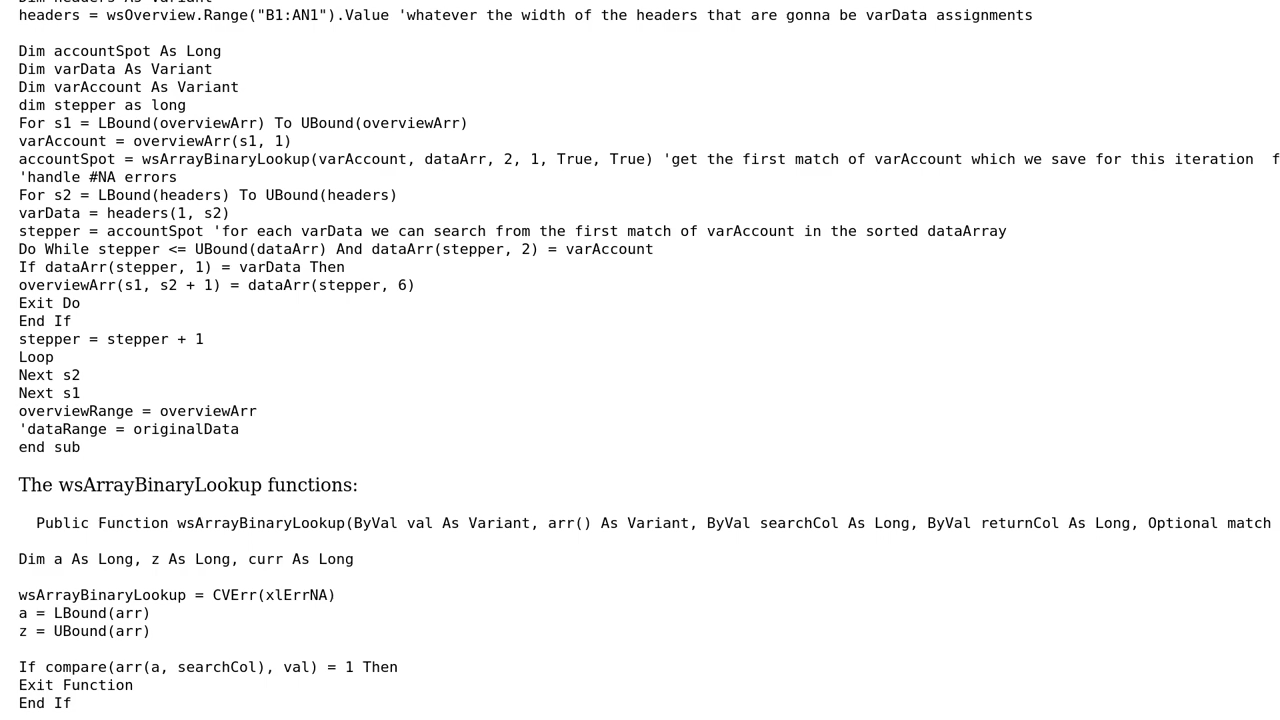 Dim headers As Variant
headers = wsOverview.Range("B1:AN1").Value 'whatever the width of the headers that are gonna be varData assignments
Dim accountSpot As Long
Dim varData As Variant
Dim varAccount As Variant
dim stepper as long
For s1 = LBound(overviewArr) To UBound(overviewArr)
varAccount = overviewArr(s1, 1)
accountSpot = wsArrayBinaryLookup(varAccount, dataArr, 2, 1, True, True) 'get the first match of varAccount which we save for this iteration  f
'handle #NA errors
For s2 = LBound(headers) To UBound(headers)
varData = headers(1, s2)
stepper = accountSpot 'for each varData we can search from the first match of varAccount in the sorted dataArray
Do While stepper <= UBound(dataArr) And dataArr(stepper, 2) = varAccount
If dataArr(stepper, 1) = varData Then
overviewArr(s1, s2 + 1) = dataArr(stepper, 6)
Exit Do
End If
stepper = stepper + 1
Loop
Next s2
Next s1
overviewRange = overviewArr
'dataRange = originalData
end sub
The wsArrayBinaryLookup functions:
Public Function wsArrayBinaryLookup(ByVal val As Variant, arr() As Variant, ByVal searchCol As Long, ByVal returnCol As Long, Optional match
Dim a As Long, z As Long, curr As Long
wsArrayBinaryLookup = CVErr(xlErrNA)
a = LBound(arr)
z = UBound(arr)
If compare(arr(a, searchCol), val) = 1 Then
Exit Function
End If